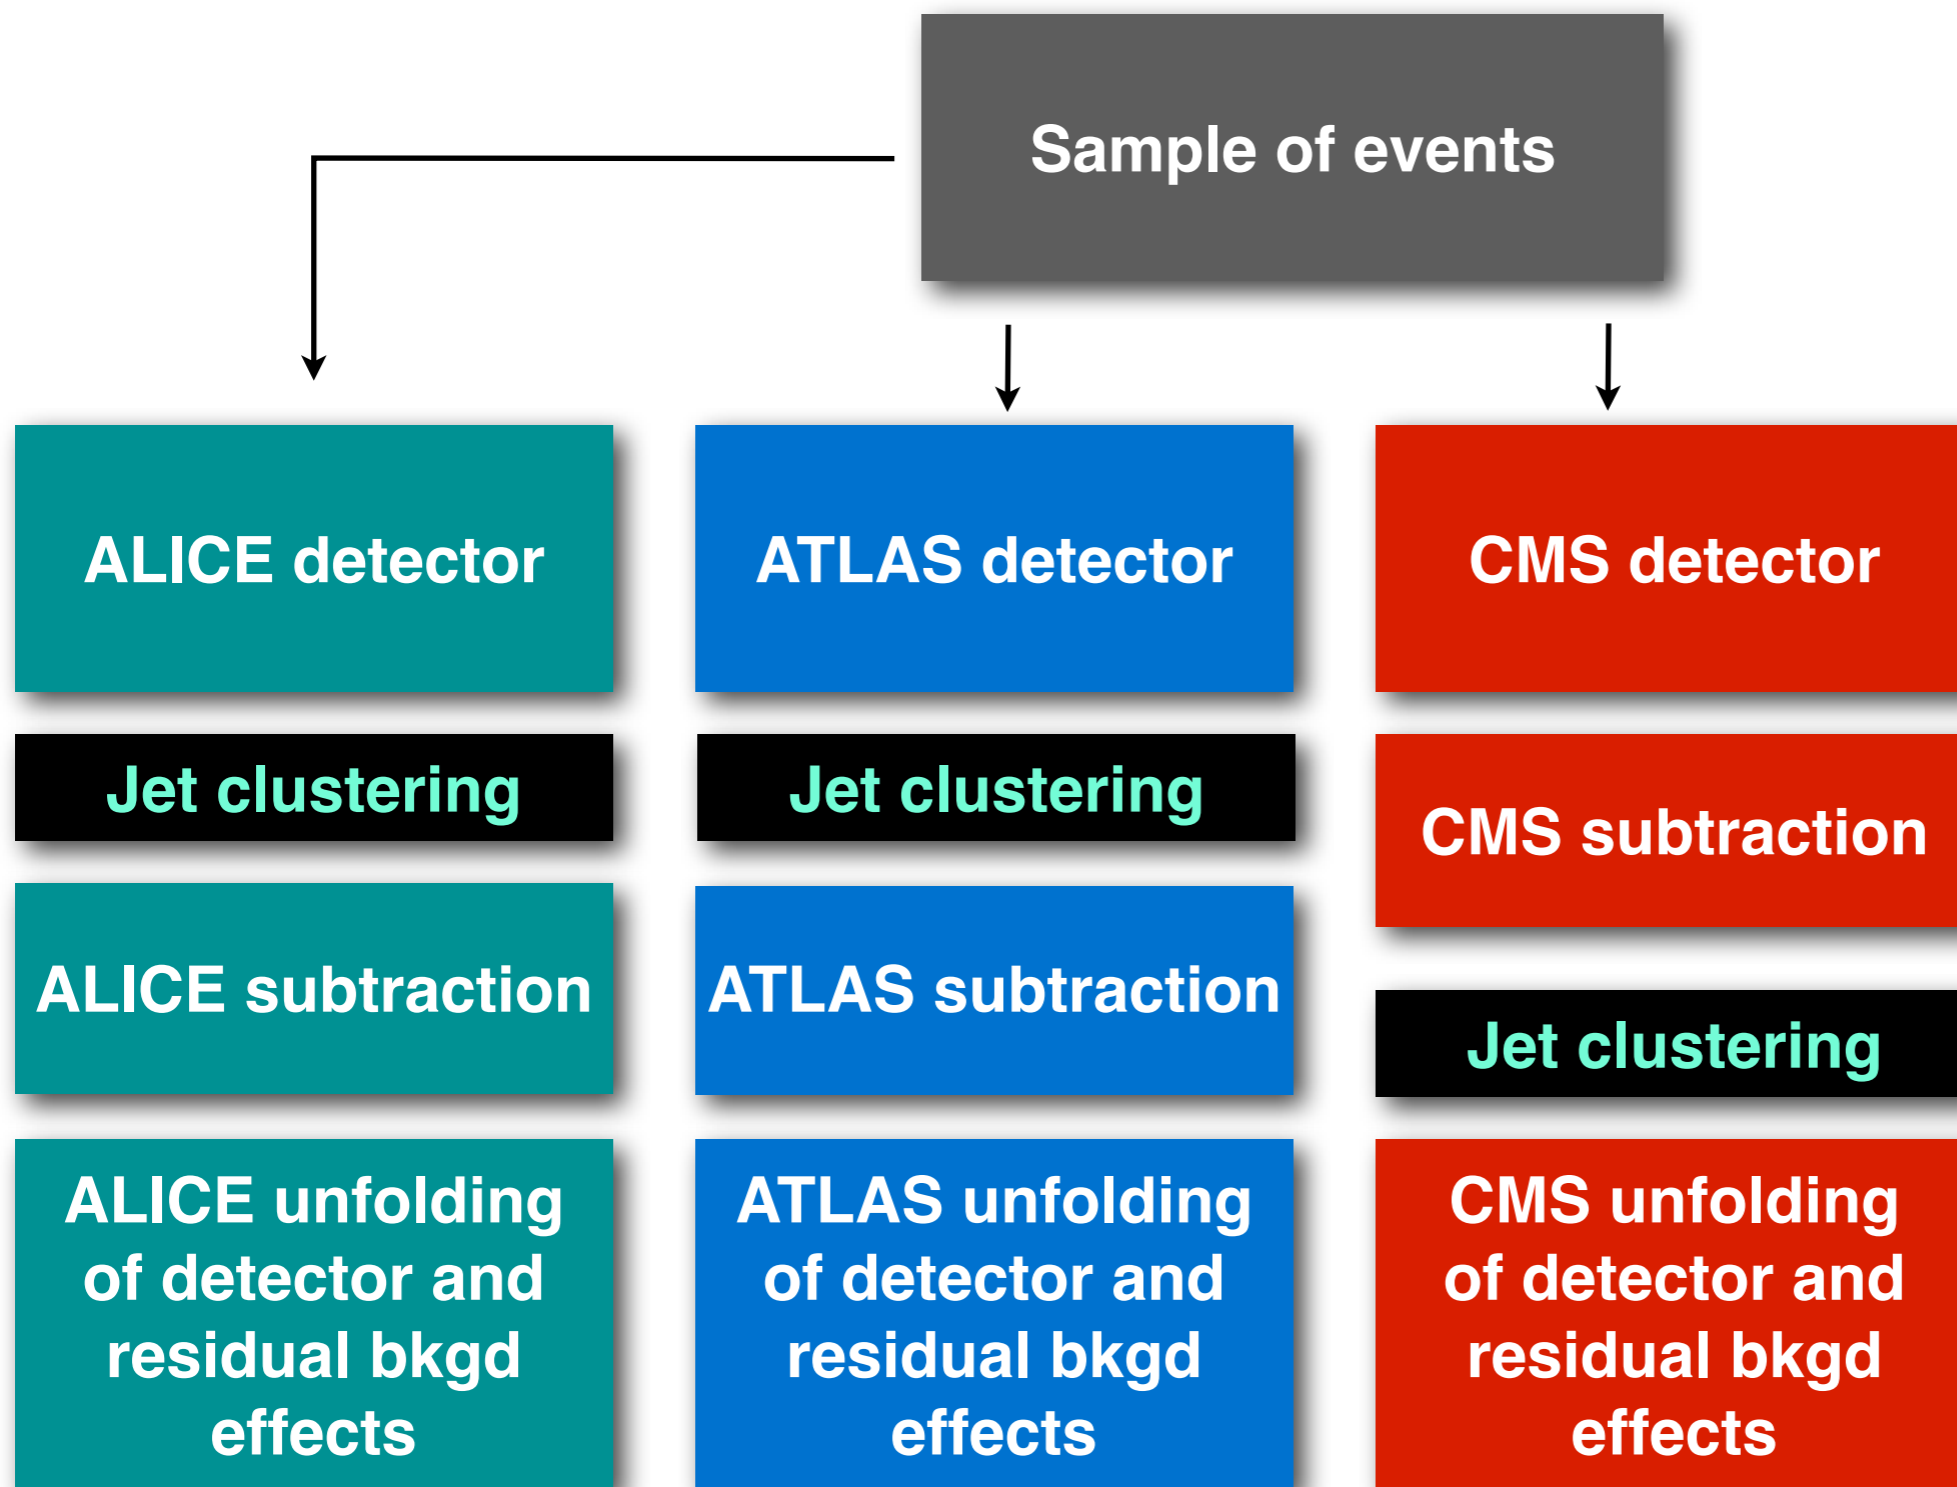 Sample of events
ALICE detector
ATLAS detector
CMS detector
Jet clustering
Jet clustering
CMS subtraction
ALICE subtraction
ATLAS subtraction
Jet clustering
ALICE unfolding
of detector and
residual bkgd
effects
ATLAS unfolding
of detector and
residual bkgd
effects
CMS unfolding
of detector and
residual bkgd
effects